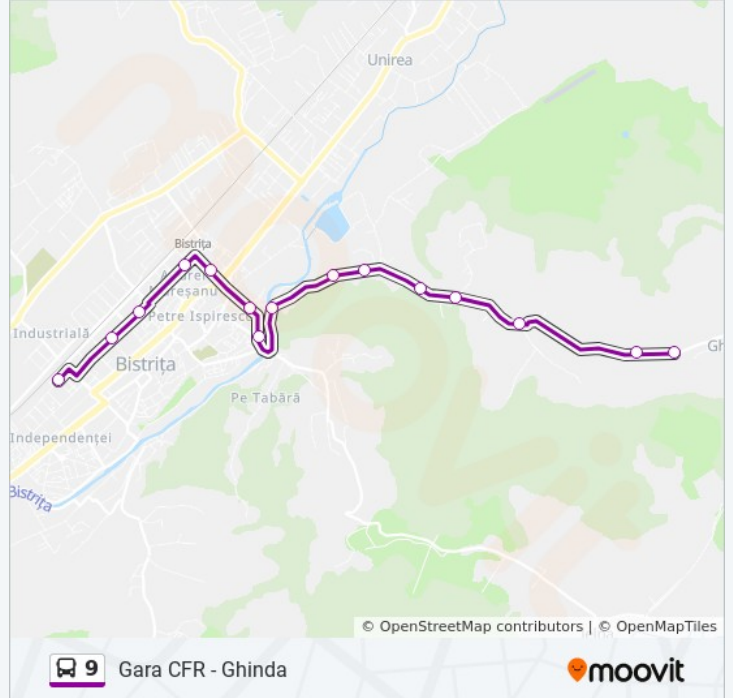 Unirea
Bistrița
Andrei
Mureșanu
Petre Ispirescu
Industrială
Bistrița
Gh
Pe Tabără
Independenței
Bistrița
© OpenStreetMap contributors | © OpenMapTiles
9 Gara CFR - Ghinda
moovit